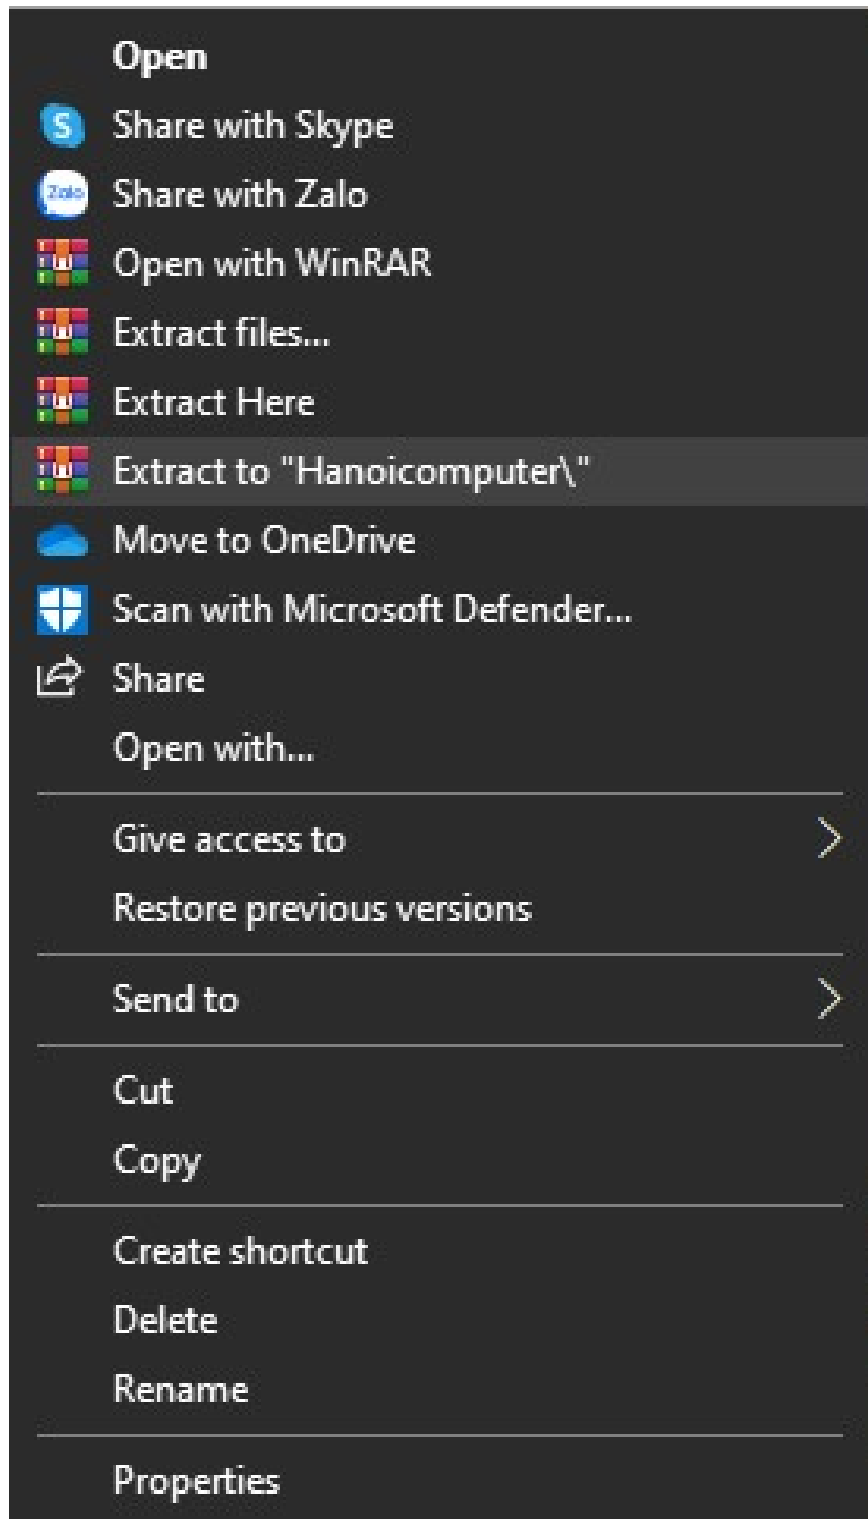 Open
S Share with Skype
Zalo Share with Zalo
Open with WinRAR
Extract files...
Extract Here
Extract to "Hanoicomputer\"
Move to OneDrive
Scan with Microsoft Defender...
Share
Open with...
Give access to
Restore previous versions
Send to
Cut
Copy
Create shortcut
Delete
Rename
Properties